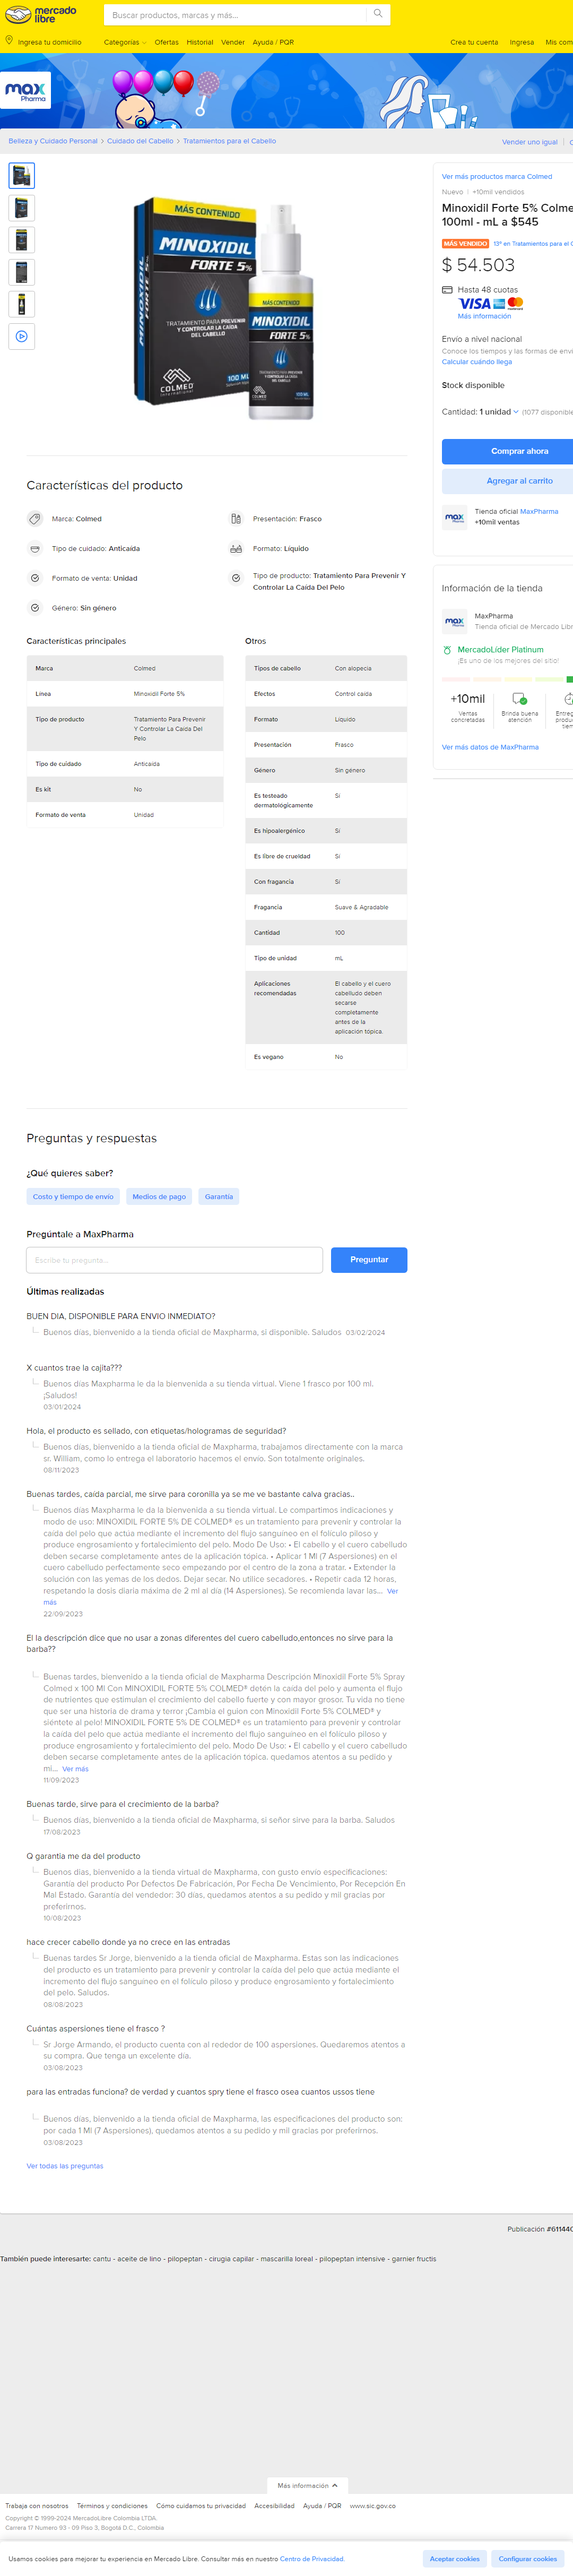 mercado
libre
Buscar productos, marcas y más...
Ingresa tu domicilio
Categorías
Ofertas
Historial
Vender
Ayuda / PQR
Crea tu cuenta
Ingresa
Mis com
max
Pharma
Belleza y Cuidado Personal > Cuidado del Cabello > Tratamientos para el Cabello
Vender uno igual
MÁS CONTENIDO
MINOXIDIL
FORTE 5%
TRATAMIENTO PARA PREVENIR
Y CONTROLAR LA CAÍDA
DEL CABELLO
COLMED
INTERNATIONAL
100 ML
MÁS CONTENIDO
MINOXIDIL
FORTE 5%
COLMED
INTERNATIONAL
100 ML
Ver más productos marca Colmed
Nuevo | +10mil vendidos
Minoxidil Forte 5% Colme
100ml - mL a $545
MÁS VENDIDO
13º en Tratamientos para el C
$ 54.503
Hasta 48 cuotas
VISA
Más información
Envío a nivel nacional
Conoce los tiempos y las formas de enví
Calcular cuándo llega
Stock disponible
Cantidad: 1 unidad (1077 disponible
Comprar ahora
Agregar al carrito
max
Pharma
Tienda oficial MaxPharma
+10mil ventas
Información de la tienda
max
Pharma
MaxPharma
Tienda oficial de Mercado Libr
MercadoLíder Platinum
¡Es uno de los mejores del sitio!
+10mil
Ventas
concretadas
Brinda buena
atención
Entreg
produc
tiem
Ver más datos de MaxPharma
Características del producto
Marca: Colmed
Presentación: Frasco
Tipo de cuidado: Anticaída
Formato: Líquido
Formato de venta: Unidad
Tipo de producto: Tratamiento Para Prevenir Y
Controlar La Caida Del Pelo
Género: Sin género
Características principales
Marca Colmed
Línea Minoxidil Forte 5%
Tipo de producto Tratamiento Para Prevenir
Y Controlar La Caida Del
Pelo
Tipo de cuidado Anticaída
Es kit No
Formato de venta Unidad
Otros
Tipos de cabello Con alopecia
Efectos Control caida
Formato Líquido
Presentación Frasco
Género Sin género
Es testeado Sí
dermatológicamente
Es hipoalergénico Sí
Es libre de crueldad Sí
Con fragancia Sí
Fragancia Suave & Agradable
Cantidad 100
Tipo de unidad mL
Aplicaciones El cabello y el cuero
recomendadas cabelludo deben
secarse
completamente
antes de la
aplicación tópica.
Es vegano No
Preguntas y respuestas
¿Qué quieres saber?
Costo y tiempo de envío
Medios de pago
Garantía
Pregúntale a MaxPharma
Escribe tu pregunta...
Preguntar
Últimas realizadas
BUEN DIA, DISPONIBLE PARA ENVIO INMEDIATO?
Buenos días, bienvenido a la tienda oficial de Maxpharma, si disponible. Saludos 03/02/2024
X cuantos trae la cajita???
Buenos días Maxpharma le da la bienvenida a su tienda virtual. Viene 1 frasco por 100 ml.
¡Saludos!
03/01/2024
Hola, el producto es sellado, con etiquetas/hologramas de seguridad?
Buenos días, bienvenido a la tienda oficial de Maxpharma, trabajamos directamente con la marca
sr. William, como lo entrega el laboratorio hacemos el envío. Son totalmente originales.
08/11/2023
Buenas tardes, caída parcial, me sirve para coronilla ya se me ve bastante calva gracias..
Buenos días Maxpharma le da la bienvenida a su tienda virtual. Le compartimos indicaciones y
modo de uso: MINOXIDIL FORTE 5% DE COLMED® es un tratamiento para prevenir y controlar la
caída del pelo que actúa mediante el incremento del flujo sanguíneo en el folículo piloso y
produce engrosamiento y fortalecimiento del pelo. Modo De Uso: • El cabello y el cuero cabelludo
deben secarse completamente antes de la aplicación tópica. • Aplicar 1 Ml (7 Aspersiones) en el
cuero cabelludo perfectamente seco empezando por el centro de la zona a tratar. • Extender la
solución con las yemas de los dedos. Dejar secar. No utilice secadores. • Repetir cada 12 horas,
respetando la dosis diaria máxima de 2 ml al día (14 Aspersiones). Se recomienda lavar las... Ver
más
22/09/2023
El la descripción dice que no usar a zonas diferentes del cuero cabelludo,entonces no sirve para la
barba??
Buenas tardes, bienvenido a la tienda oficial de Maxpharma Descripción Minóxidil Forte 5% Spray
Colmed x 100 Ml Con MINOXIDIL FORTE 5% COLMED® detén la caída del pelo y aumenta el flujo
de nutrientes que estimulan el crecimiento del cabello fuerte y con mayor grosor. Tu vida no tiene
que ser una historia de drama y terror ¡Cambia el guion con Minoxidil Forte 5% COLMED® y
siéntete al pelo! MINOXIDIL FORTE 5% DE COLMED® es un tratamiento para prevenir y controlar
la caída del pelo que actúa mediante el incremento del flujo sanguíneo en el folículo piloso y
produce engrosamiento y fortalecimiento del pelo. Modo De Uso: • El cabello y el cuero cabelludo
deben secarse completamente antes de la aplicación tópica. quedamos atentos a su pedido y
mi... Ver más
11/09/2023
Buenas tarde, sirve para el crecimiento de la barba?
Buenos días, bienvenido a la tienda oficial de Maxpharma, si señor sirve para la barba. Saludos
17/08/2023
Q garantia me da del producto
Buenos días, bienvenido a la tienda virtual de Maxpharma, con gusto envío especificaciones:
Garantía del producto Por Defectos De Fabricación, Por Fecha De Vencimiento, Por Recepción En
Mal Estado. Garantía del vendedor: 30 días, quedamos atentos a su pedido y mil gracias por
preferirnos.
10/08/2023
hace crecer cabello donde ya no crece en las entradas
Buenas tardes Sr Jorge, bienvenido a la tienda oficial de Maxpharma. Estas son las indicaciones
del producto es un tratamiento para prevenir y controlar la caída del pelo que actúa mediante el
incremento del flujo sanguíneo en el folículo piloso y produce engrosamiento y fortalecimiento
del pelo. Saludos.
08/08/2023
Cuántas aspersiones tiene el frasco ?
Sr Jorge Armando, el producto cuenta con al rededor de 100 aspersiones. Quedaremos atentos a
su compra. Que tenga un excelente día.
03/08/2023
para las entradas funciona? de verdad y cuantos spry tiene el frasco osea cuantos ussos tiene
Buenos días, bienvenido a la tienda oficial de Maxpharma, las especificaciones del producto son:
por cada 1 Ml (7 Aspersiones), quedamos atentos a su pedido y mil gracias por preferirnos.
03/08/2023
Ver todas las preguntas
Publicación #611440
También puede interesarte: cantu - aceite de lino - pilopeptan - cirugia capilar - mascarilla loreal - pilopeptan intensive - garnier fructis
Más información
Trabaja con nosotros
Términos y condiciones
Cómo cuidamos tu privacidad
Accesibilidad
Ayuda / PQR
www.sic.gov.co
Copyright © 1999-2024 MercadoLibre Colombia LTDA.
Carrera 17 Numero 93 - 09 Piso 3, Bogotá D.C., Colombia
Usamos cookies para mejorar tu experiencia en Mercado Libre. Consultar más en nuestro Centro de Privacidad.
Aceptar cookies
Configurar cookies